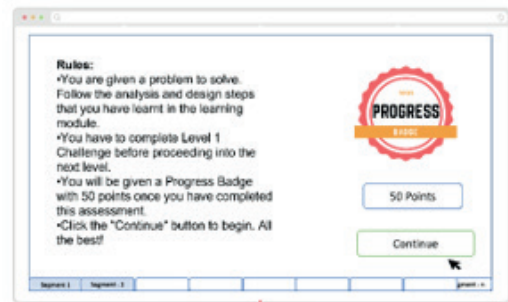 Rules:
•You are given a problem to solve.
Follow the analysis and design steps
that you have learnt in the learning
module.
•You have to complete Level 1
Challenge before proceeding into the
next level.
•You will be given a Progress Badge
with 50 points once you have completed
this assessment.
•Click the "Continue" button to begin. All
the best!
PROGRESS
BADGE
50 Points
Continue
Segment 1
Segment - 2
gment - n